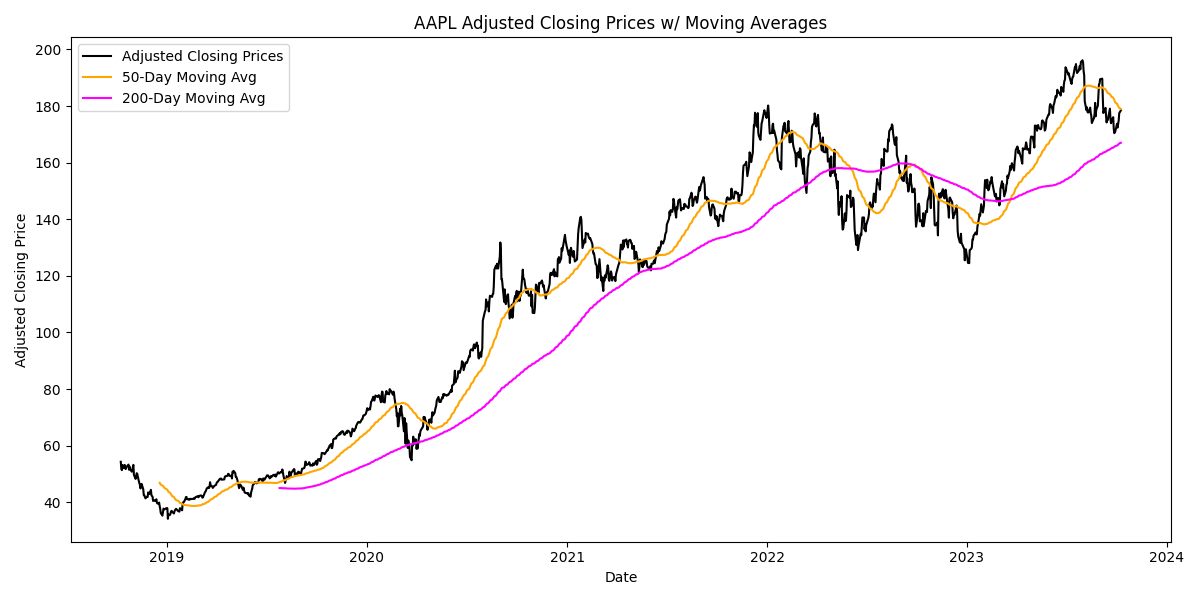 AAPL Adjusted Closing Prices w/ Moving Averages
Adjusted Closing Prices
50-Day Moving Avg
200-Day Moving Avg
Adjusted Closing Price
200
180
160
140
120
100
80
60
40
2019 2020 2021 2022 2023 2024
Date